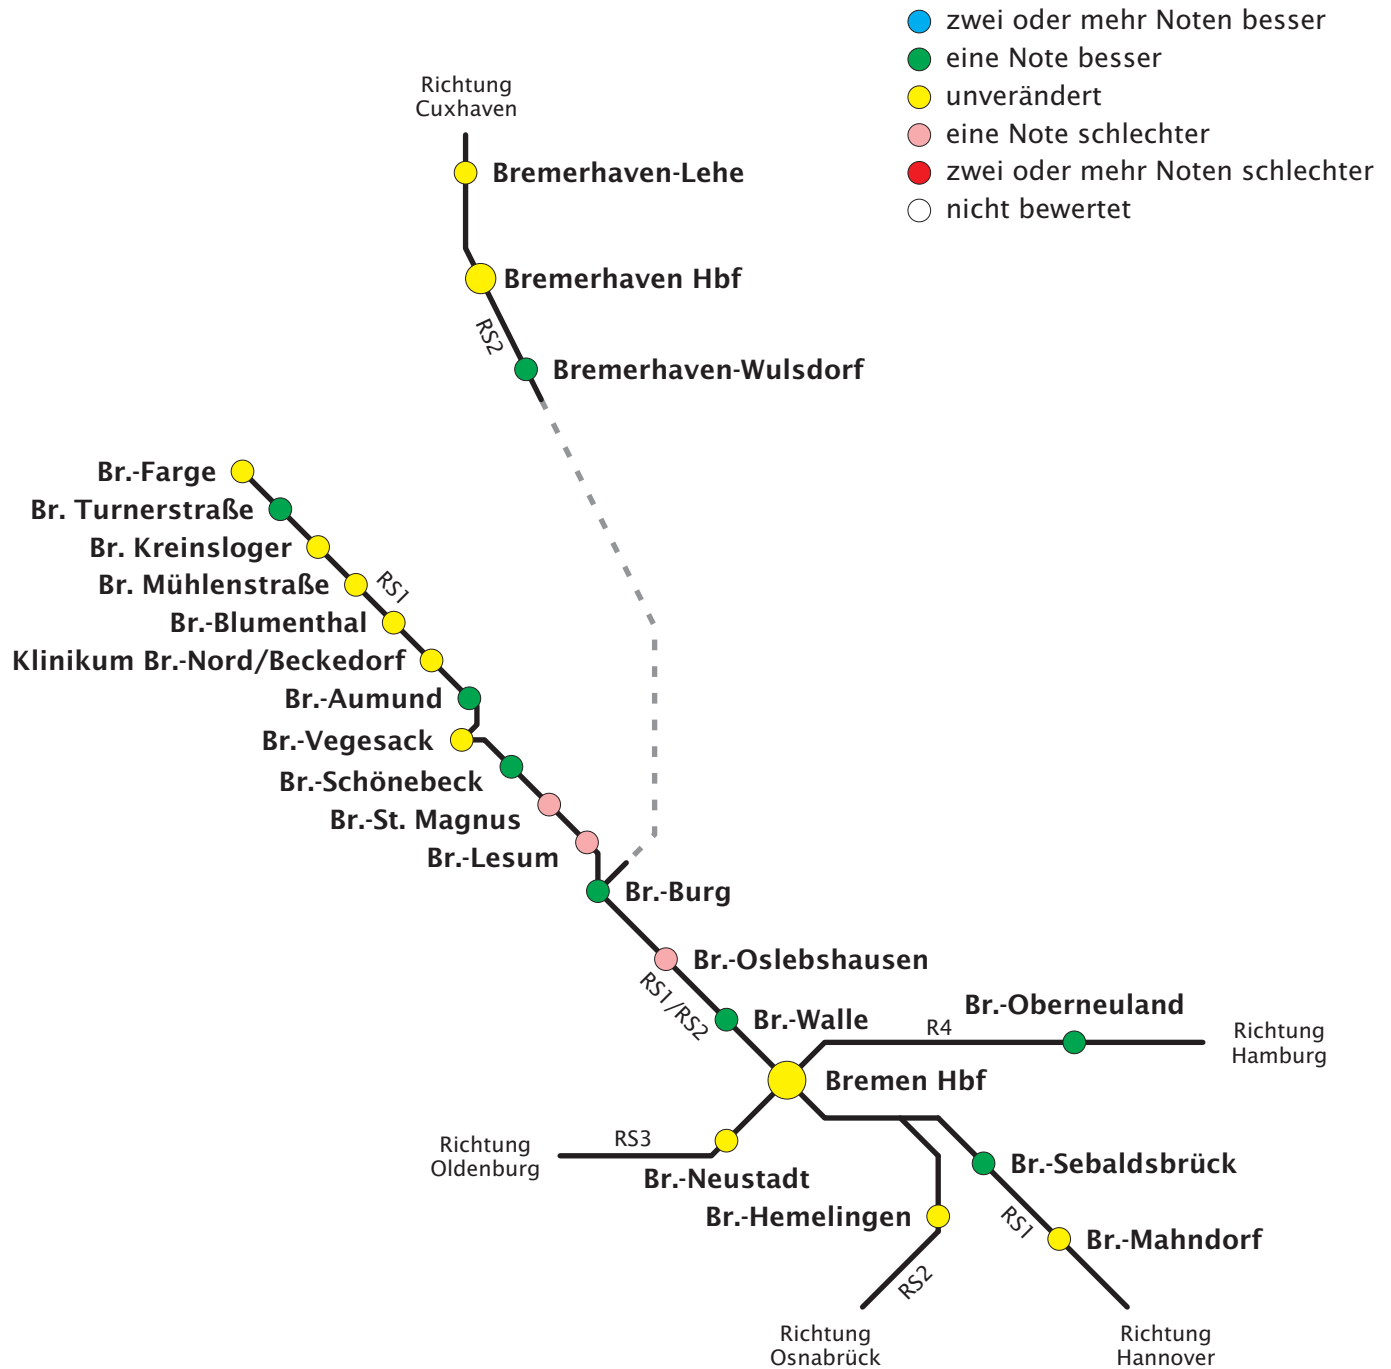 zwei oder mehr Noten besser
eine Note besser
unverändert
eine Note schlechter
zwei oder mehr Noten schlechter
nicht bewertet
Richtung
Cuxhaven
Bremerhaven-Lehe
Bremerhaven Hbf
RS2
Bremerhaven-Wulsdorf
Br.-Farge
Br. Turnerstraße
Br. Kreinsloger
Br. Mühlenstraße
RS1
Br.-Blumenthal
Klinikum Br.-Nord/Beckedorf
Br.-Aumund
Br.-Vegesack
Br.-Schönebeck
Br.-St. Magnus
Br.-Lesum
Br.-Burg
Br.-Oslebshausen
RS1/RS2
Br.-Walle
Br.-Oberneuland
R4
Richtung
Hamburg
Bremen Hbf
RS3
Richtung
Oldenburg
Br.-Neustadt
Br.-Sebaldsbrück
Br.-Hemelingen
RS1
Br.-Mahndorf
RS2
Richtung
Osnabrück
Richtung
Hannover